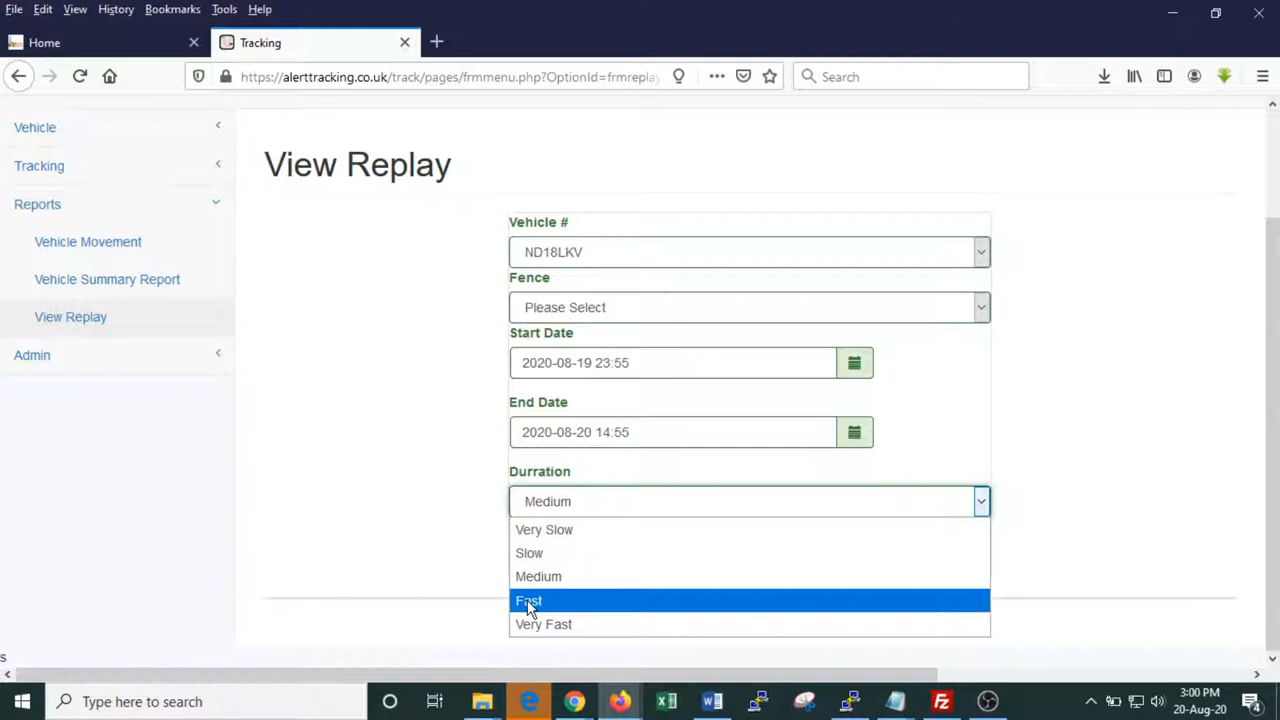 File Edit View History Bookmarks Tools Help
Home
Tracking
https://alerttracking.co.uk/track/pages/frmmenu.php?OptionId=frmrepla
Search
Vehicle
Tracking
Reports
Vehicle Movement
Vehicle Summary Report
View Replay
Admin
View Replay
Vehicle #
ND18LKV
Fence
Please Select
Start Date
2020-08-19 23:55
End Date
2020-08-20 14:55
Durration
Medium
Very Slow
Slow
Medium
Fast
Very Fast
s
Type here to search
3:00 PM
20-Aug-20
4